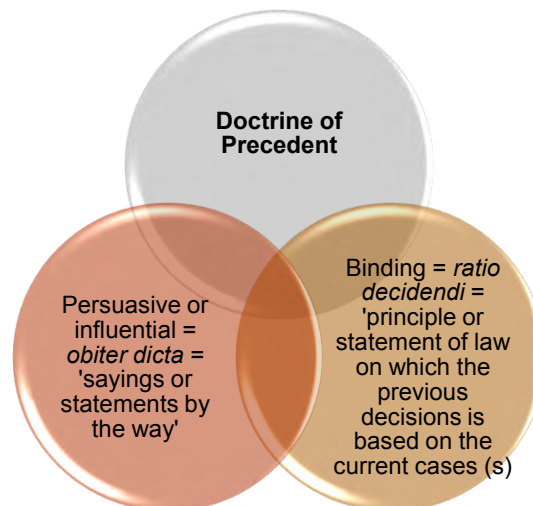 Doctrine of
Precedent
Persuasive or
influential =
obiter dicta =
'sayings or
statements by
the way'
Binding = ratio
decidendi =
'principle or
statement of law
on which the
previous
decisions is
based on the
current cases (s)